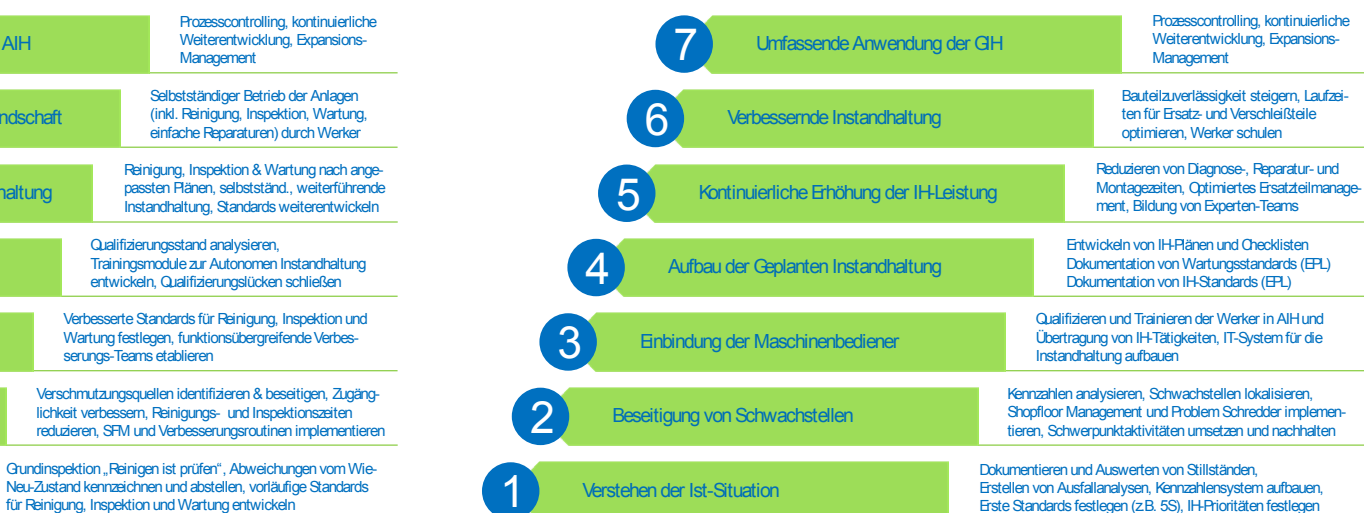 AIH
Prozesscontrolling, kontinuierliche
Weiterentwicklung, Expansions-
Management
ndschaft
Selbstständiger Betrieb der Anlagen
(inkl. Reinigung, Inspektion, Wartung,
einfache Reparaturen) durch Werker
haltung
Reinigung, Inspektion & Wartung nach ange-
passten Plänen, selbstständ., weiterführende
Instandhaltung, Standards weiterentwickeln
Qualifizierungsstand analysieren,
Trainingsmodule zur Autonomen Instandhaltung
entwickeln, Qualifizierungslücken schließen
Verbesserte Standards für Reinigung, Inspektion und
Wartung festlegen, funktionsübergreifende Verbes-
serungs-Teams etablieren
Verschmutzungsquellen identifizieren & beseitigen, Zugäng-
lichkeit verbessern, Reinigungs- und Inspektionszeiten
reduzieren, SFM und Verbesserungsroutinen implementieren
Grundinspektion „Reinigen ist prüfen“, Abweichungen vom Wie-
Neu-Zustand kennzeichnen und abstellen, vorläufige Standards
für Reinigung, Inspektion und Wartung entwickeln
7
Umfassende Anwendung der GIH
Prozesscontrolling, kontinuierliche
Weiterentwicklung, Expansions-
Management
6
Verbessernde Instandhaltung
Bauteilzuverlässigkeit steigern, Laufzei-
ten für Ersatz- und Verschleißteile
optimieren, Werker schulen
5
Kontinuierliche Erhöhung der IH-Leistung
Reduzieren von Diagnose-, Reparatur- und
Montagezeiten, Optimiertes Ersatzteilmanage-
ment, Bildung von Experten-Teams
4
Aufbau der Geplanten Instandhaltung
Entwickeln von IH-Plänen und Checklisten
Dokumentation von Wartungsstandards (EPL)
Dokumentation von IH-Standards (EPL)
3
Einbindung der Maschinenbediener
Qualifizieren und Trainieren der Werker in AIH und
Übertragung von IH-Tätigkeiten, IT-System für die
Instandhaltung aufbauen
2
Beseitigung von Schwachstellen
Kennzahlen analysieren, Schwachstellen lokalisieren,
Shopfloor Management und Problem Schredder implemen-
tieren, Schwerpunktaktivitäten umsetzen und nachhalten
1
Verstehen der Ist-Situation
Dokumentieren und Auswerten von Stillständen,
Erstellen von Ausfallanalysen, Kennzahlensystem aufbauen,
Erste Standards festlegen (z.B. 5S), IH-Prioritäten festlegen